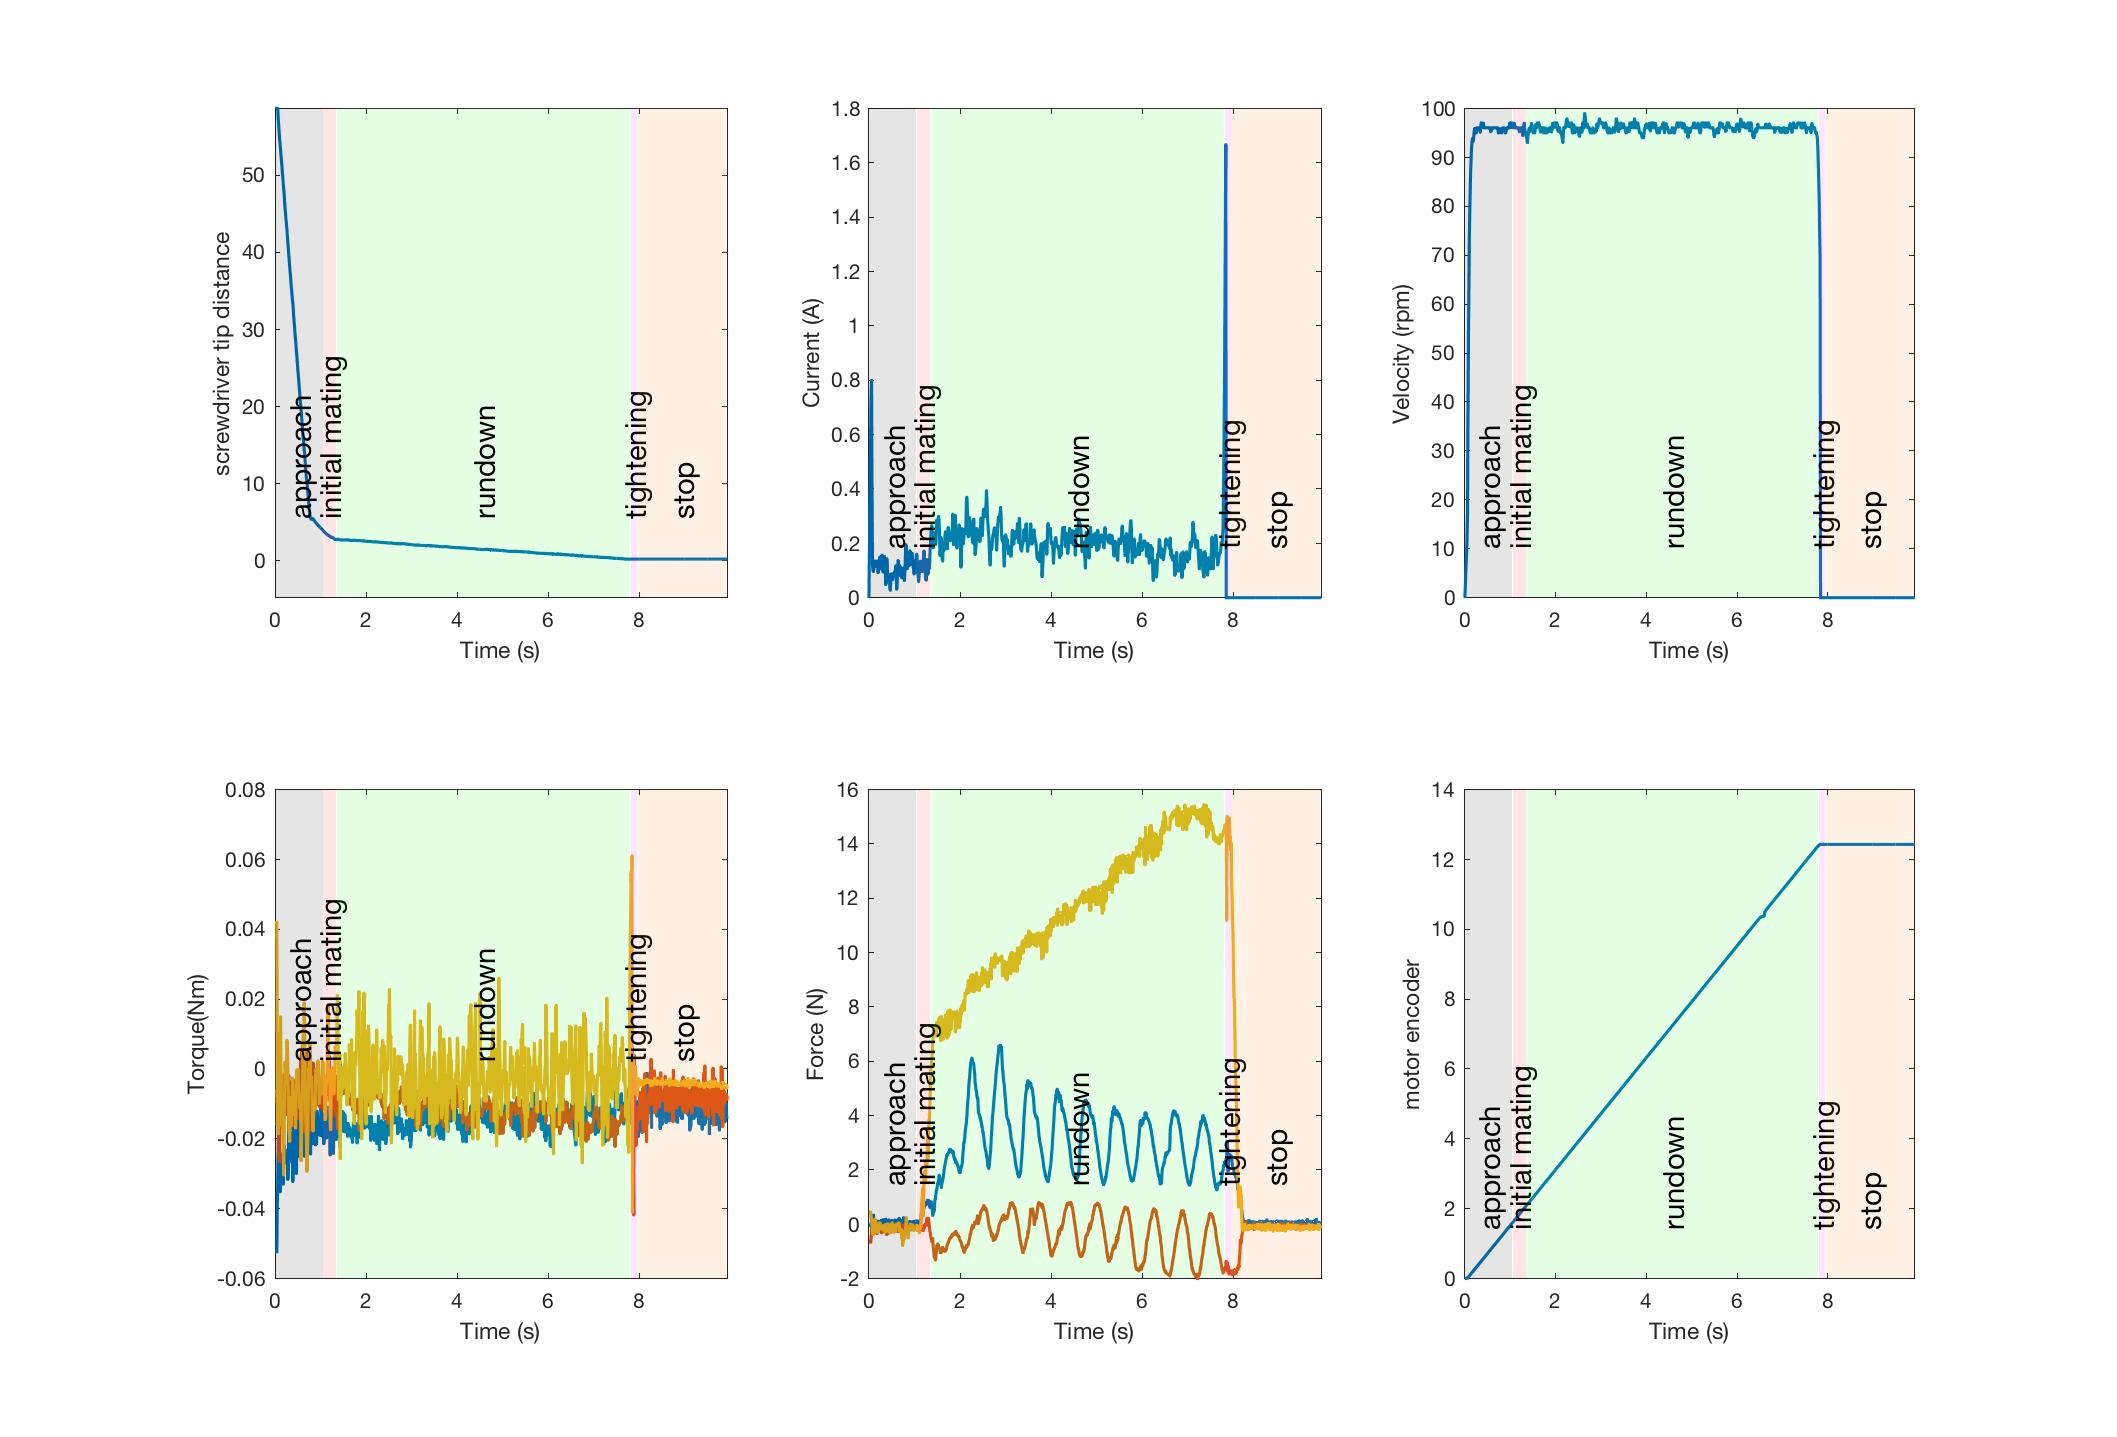 50
40
30
20
10
0
screwdriver tip distance
approach
initial mating
rundown
tightening
stop
0 2 4 6 8
Time (s)
1.8
1.6
1.4
1.2
1
0.8
0.6
0.4
0.2
0
Current (A)
approach
initial mating
rundown
tightening
stop
0 2 4 6 8
Time (s)
100
90
80
70
60
50
40
30
20
10
0
Velocity (rpm)
approach
initial mating
rundown
tightening
stop
0 2 4 6 8
Time (s)
0.08
0.06
0.04
0.02
0
-0.02
-0.04
-0.06
Torque(Nm)
approach
initial mating
rundown
tightening
stop
0 2 4 6 8
Time (s)
16
14
12
10
8
6
4
2
0
-2
Force (N)
approach
initial mating
rundown
tightening
stop
0 2 4 6 8
Time (s)
14
12
10
8
6
4
2
0
motor encoder
approach
initial mating
rundown
tightening
stop
0 2 4 6 8
Time (s)